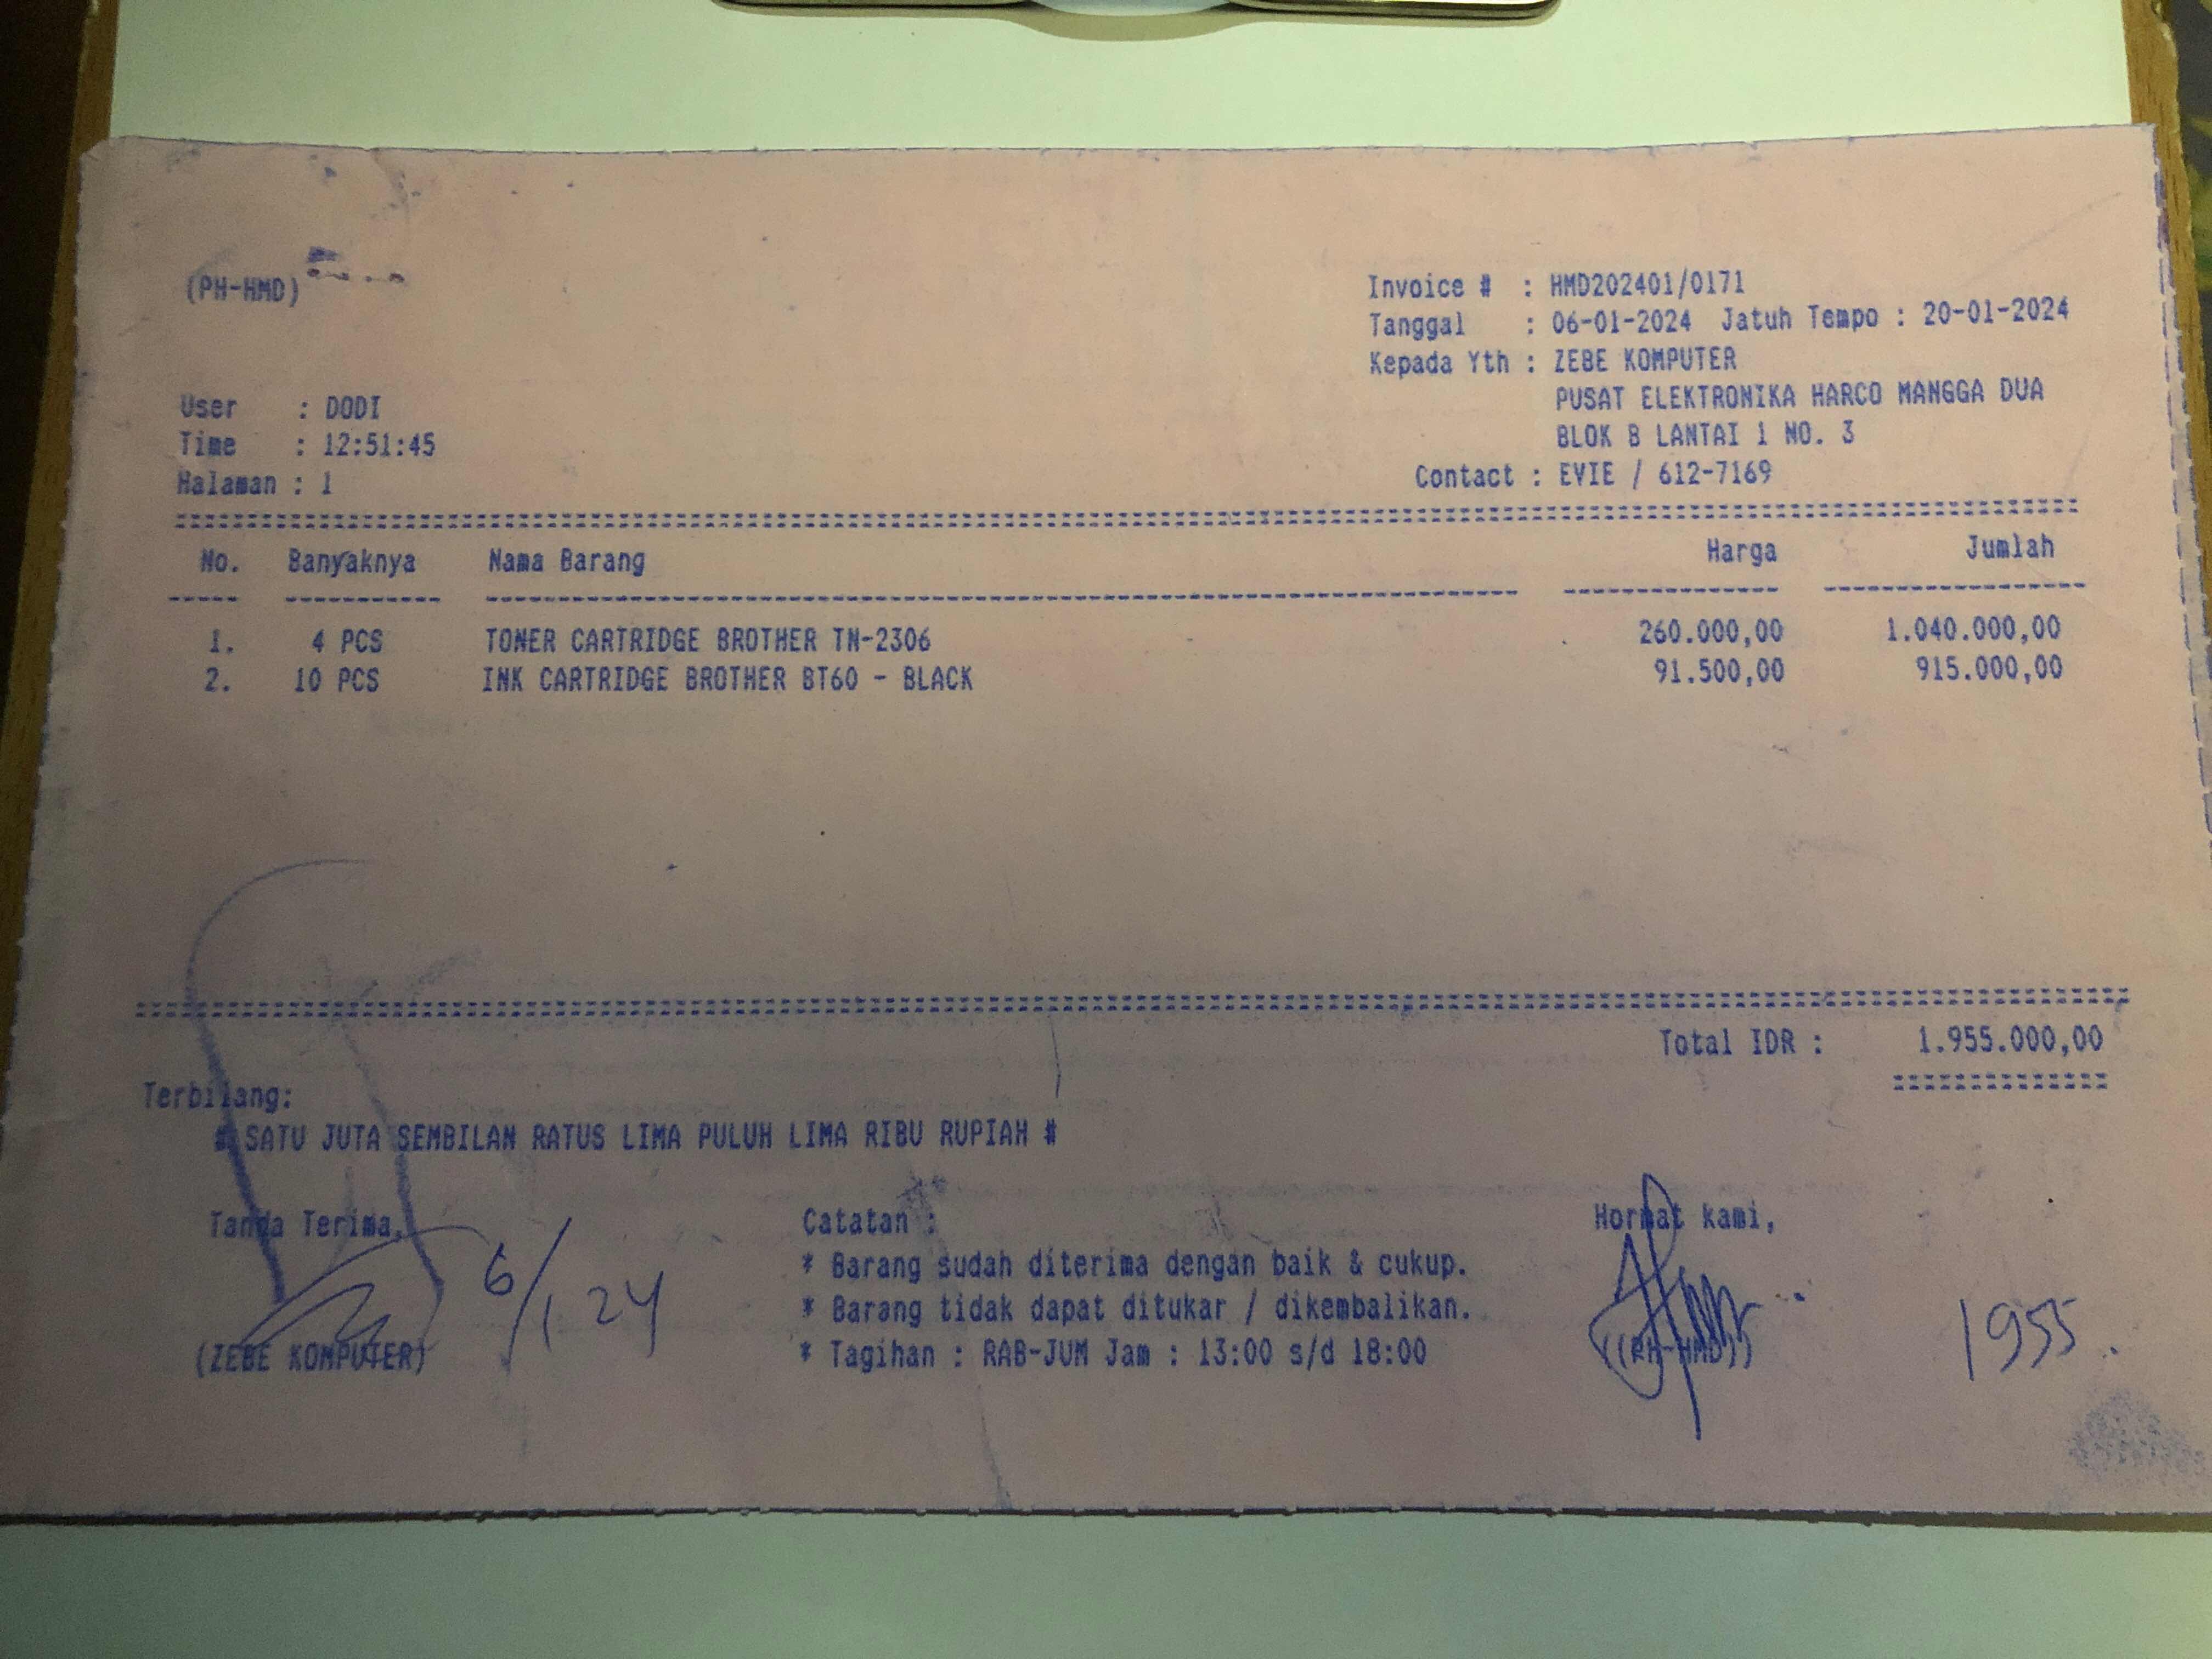 (PH-HMD)
Invoice # : HMD202401/0171
Tanggal : 06-01-2024 Jatuh Tempo : 20-01-2024
Kepada Yth : ZEBE KOMPUTER
PUSAT ELEKTRONIKA HARCO MANGGA DUA
BLOK B LANTAI 1 NO. 3
Contact : EVIE / 612-7169
User : DODI
Time : 12:51:45
Halaman : 1
No. Banyaknya Nama Barang Harga Jumlah
1. 4 PCS TONER CARTRIDGE BROTHER TN-2306 260.000,00 1.040.000,00
2. 10 PCS INK CARTRIDGE BROTHER BT60 - BLACK 91.500,00 915.000,00
Total IDR : 1.955.000,00
Terbilang:
# SATU JUTA SEMBILAN RATUS LIMA PULUH LIMA RIBU RUPIAH #
Tanda Terima,
6/1 24
(ZEBE KOMPUTER)
Catatan :
* Barang sudah diterima dengan baik & cukup.
* Barang tidak dapat ditukar / dikembalikan.
* Tagihan : RAB-JUM Jam : 13:00 s/d 18:00
Hormat kami,
((PH-HMD))
1955.